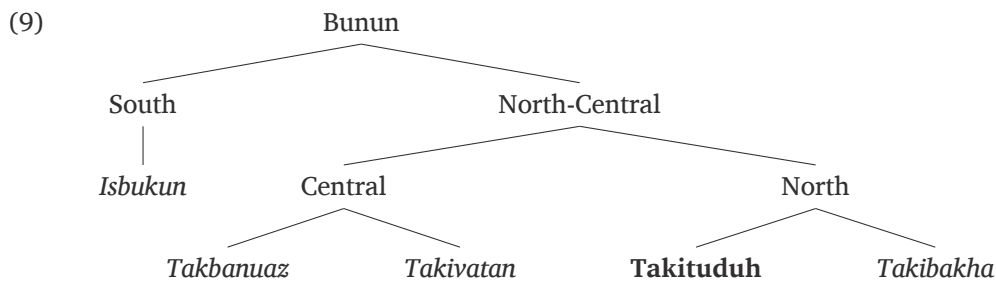 (9) Bunun
South North-Central
Isbukun Central North
Takbanuaz Takivatan Takituduh Takibakha